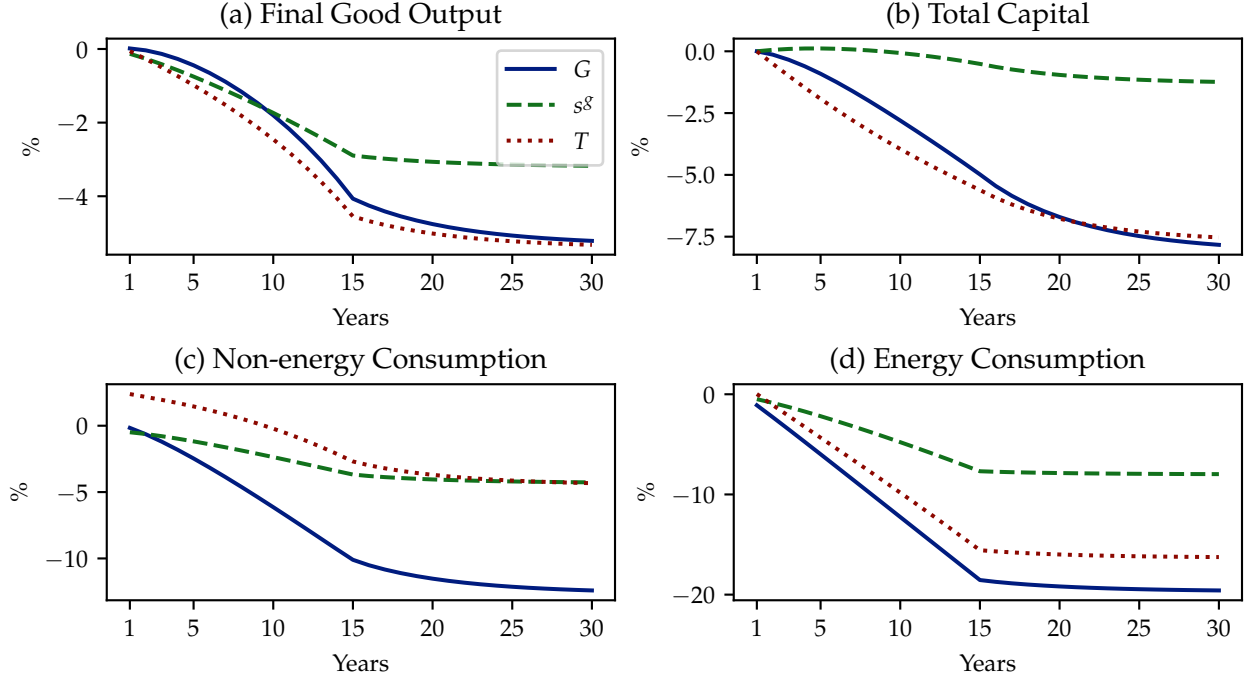 (a) Final Good Output
0%
−2
−4
%
G
s^g
T
1 5 10 15 20 25 30
Years
(b) Total Capital
0.0
−2.5
−5.0
−7.5
%
1 5 10 15 20 25 30
Years
(c) Non-energy Consumption
0
−5
−10
%
1 5 10 15 20 25 30
Years
(d) Energy Consumption
0
−10
−20
%
1 5 10 15 20 25 30
Years